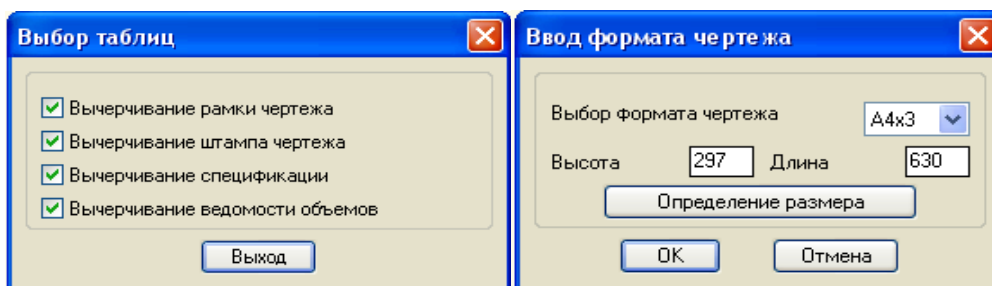 Выбор таблиц
Вычерчивание рамки чертежа
Вычерчивание штампа чертежа
Вычерчивание спецификации
Вычерчивание ведомости объемов
Выход
Ввод формата чертежа
Выбор формата чертежа A4x3
Высота 297 Длина 630
Определение размера
OK Отмена